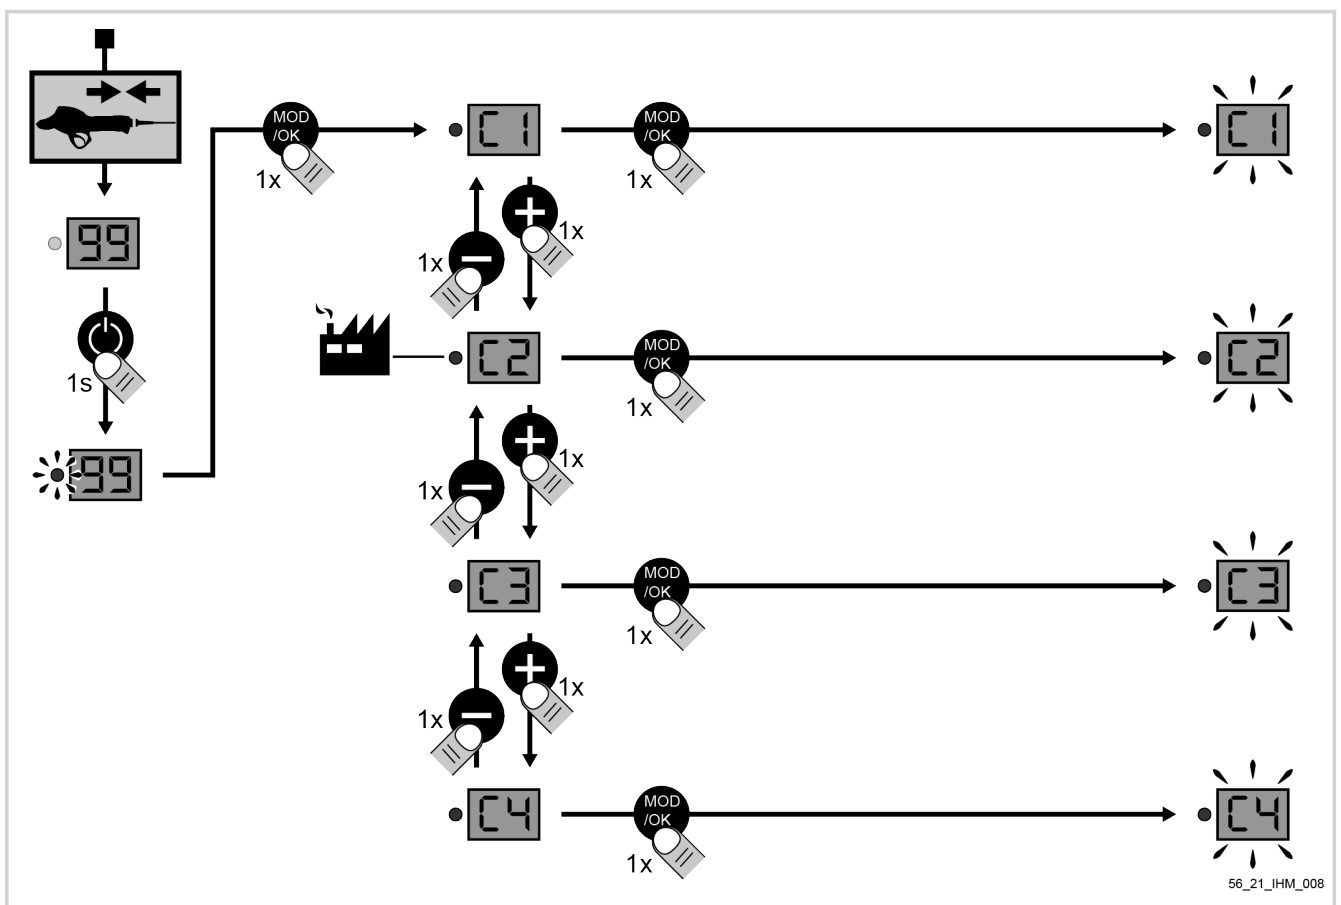 MOD
/OK
1x
C1
MOD
/OK
1x
C1
99
1x
1x
1s
C2
MOD
/OK
1x
C2
99
1x
1x
C3
MOD
/OK
1x
C3
1x
1x
C4
MOD
/OK
1x
C4
56_21_IHM_008